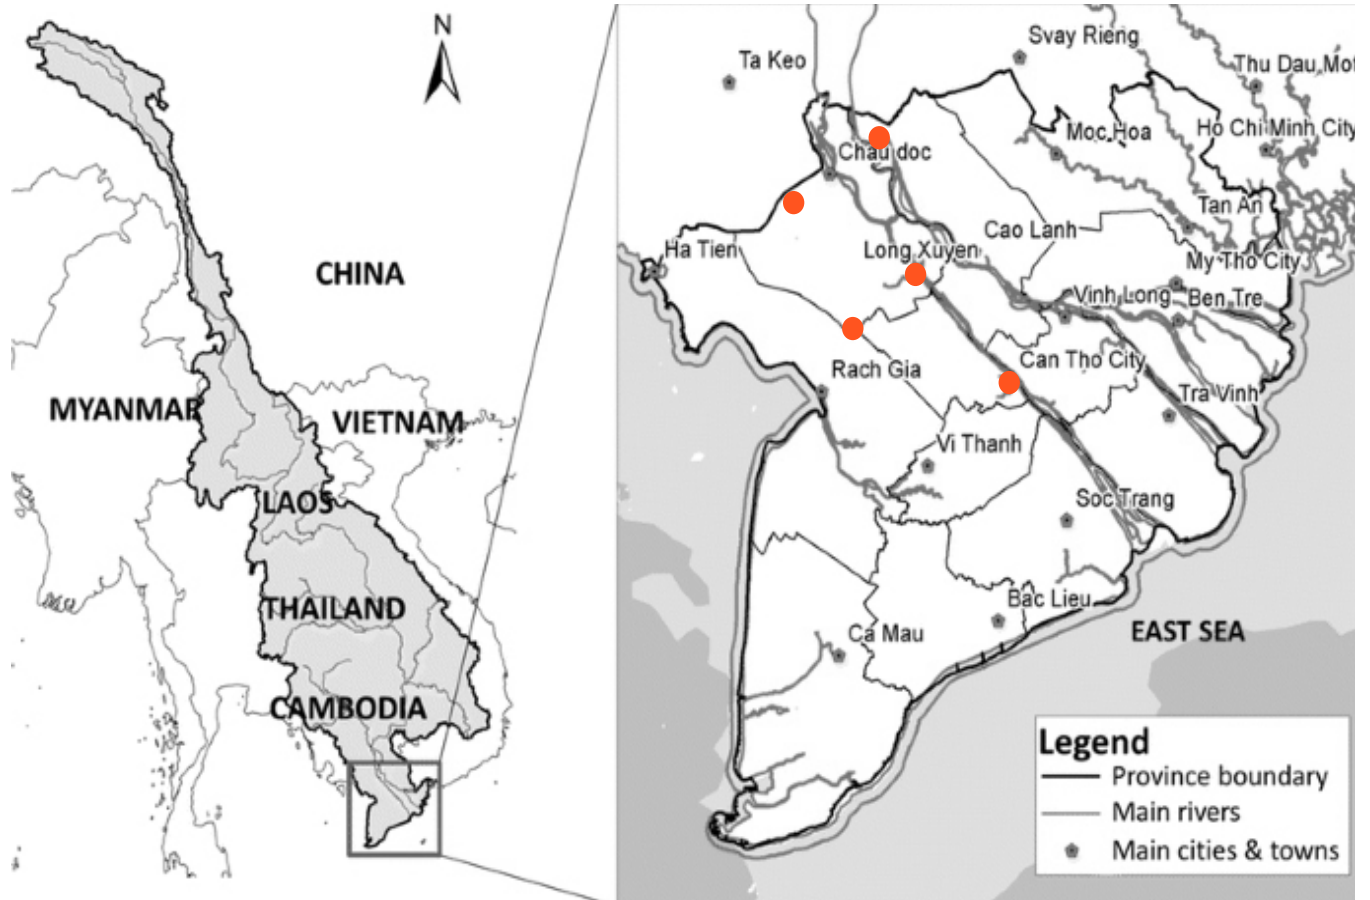 N
CHINA
MYANMAR
VIETNAM
LAOS
THAILAND
CAMBODIA
Svay Rieng
Ta Keo
Thu Dau Mot
Moc Hoa
Ho Chi Minh City
Chau doc
Tan An
Cao Lanh
Ha Tien
Long Xuyen
My Tho City
Vinh Long
Ben Tre
Can Tho City
Rach Gia
Tra Vinh
Vi Thanh
Soc Trang
Bac Lieu
Ca Mau
EAST SEA
Legend
Province boundary
Main rivers
Main cities & towns